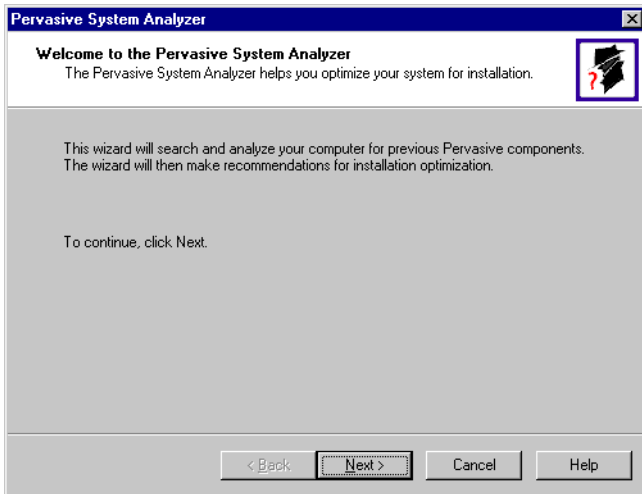 Pervasive System Analyzer
Welcome to the Pervasive System Analyzer
The Pervasive System Analyzer helps you optimize your system for installation.
?
This wizard will search and analyze your computer for previous Pervasive components.
The wizard will then make recommendations for installation optimization.
To continue, click Next.
< Back Next > Cancel Help